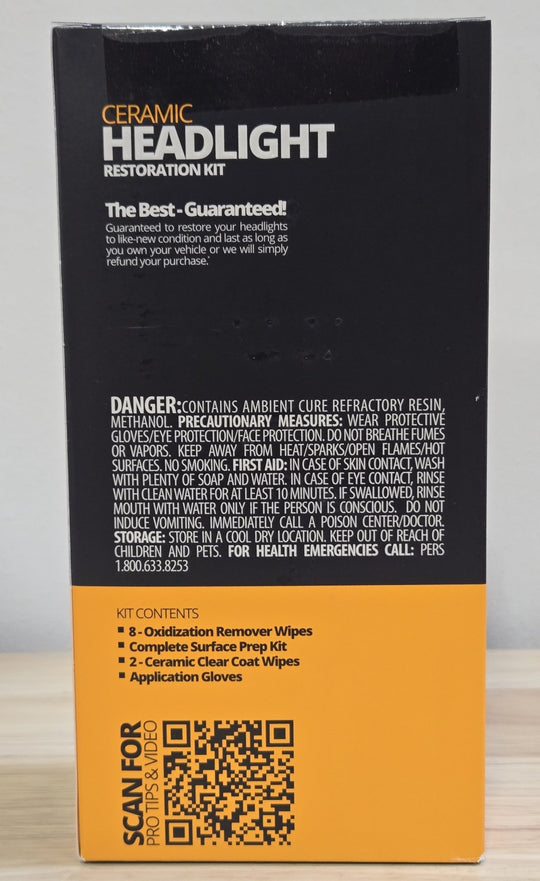 CERAMIC
HEADLIGHT
RESTORATION KIT
The Best - Guaranteed!
Guaranteed to restore your headlights
to like-new condition and last as long as
you own your vehicle or we will simply
refund your purchase.*
DANGER: CONTAINS AMBIENT CURE REFRACTORY RESIN,
METHANOL. PRECAUTIONARY MEASURES: WEAR PROTECTIVE
GLOVES/EYE PROTECTION/FACE PROTECTION. DO NOT BREATHE FUMES
OR VAPORS. KEEP AWAY FROM HEAT/SPARKS/OPEN FLAMES/HOT
SURFACES. NO SMOKING. FIRST AID: IN CASE OF SKIN CONTACT, WASH
WITH PLENTY OF SOAP AND WATER. IN CASE OF EYE CONTACT, RINSE
WITH CLEAN WATER FOR AT LEAST 10 MINUTES. IF SWALLOWED, RINSE
MOUTH WITH WATER ONLY IF THE PERSON IS CONSCIOUS. DO NOT
INDUCE VOMITING. IMMEDIATELY CALL A POISON CENTER/DOCTOR.
STORAGE: STORE IN A COOL DRY LOCATION. KEEP OUT OF REACH OF
CHILDREN AND PETS. FOR HEALTH EMERGENCIES CALL: PERS
1.800.633.8253
KIT CONTENTS
▪ 8 - Oxidization Remover Wipes
▪ Complete Surface Prep Kit
▪ 2 - Ceramic Clear Coat Wipes
▪ Application Gloves
SCAN FOR
PRO TIPS & VIDEO